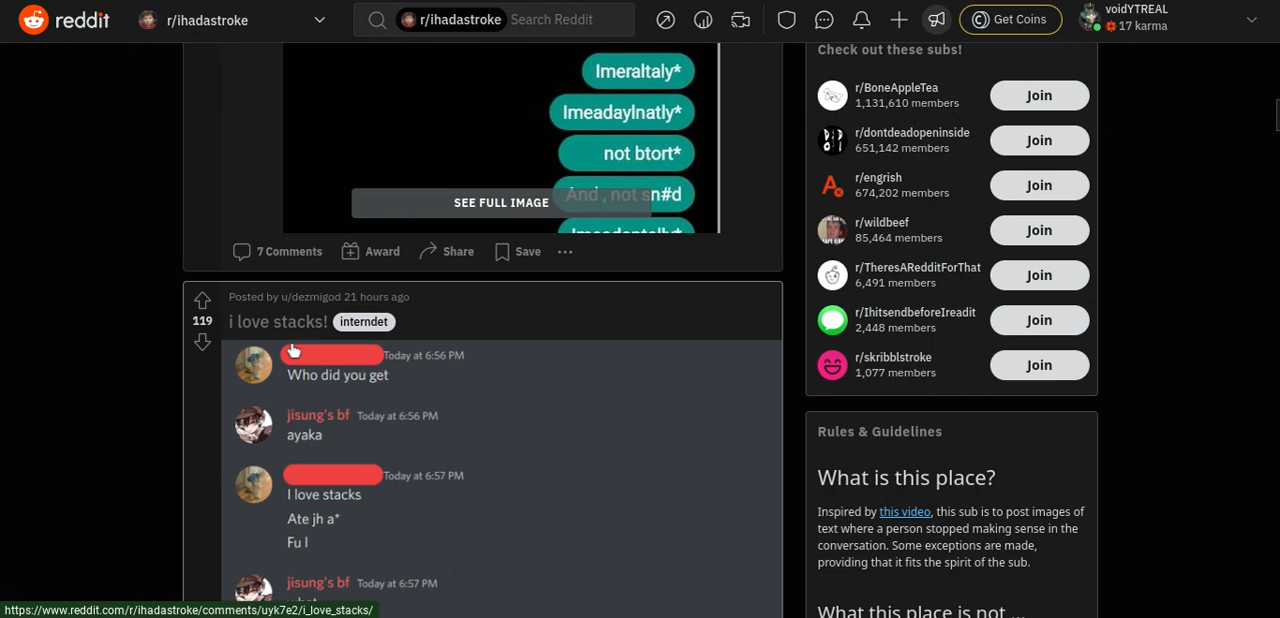 reddit
r/ihadastroke
r/ihadastroke Search Reddit
Get Coins
voidYTREAL
17 karma
Imeraltaly*
Imeadaylnatly*
not btort*
And , not sn#d
SEE FULL IMAGE
7 Comments
Award
Share
Save
Posted by u/dezmigod 21 hours ago
119
i love stacks! interndet
Today at 6:56 PM
Who did you get
jisung's bf Today at 6:56 PM
ayaka
Today at 6:57 PM
I love stacks
Ate jh a*
Fu l
jisung's bf Today at 6:57 PM
https://www.reddit.com/r/ihadastroke/comments/uyk7e2/i_love_stacks/
Check out these subs!
r/BoneAppleTea
1,131,610 members
Join
r/dontdeadopeninside
651,142 members
Join
r/engrish
674,202 members
Join
r/wildbeef
85,464 members
Join
r/TheresARedditForThat
6,491 members
Join
r/IhitsendbeforeIreadit
2,448 members
Join
r/skribblstroke
1,077 members
Join
Rules & Guidelines
What is this place?
Inspired by this video, this sub is to post images of
text where a person stopped making sense in the
conversation. Some exceptions are made,
providing that it fits the spirit of the sub.
What this place is not ...